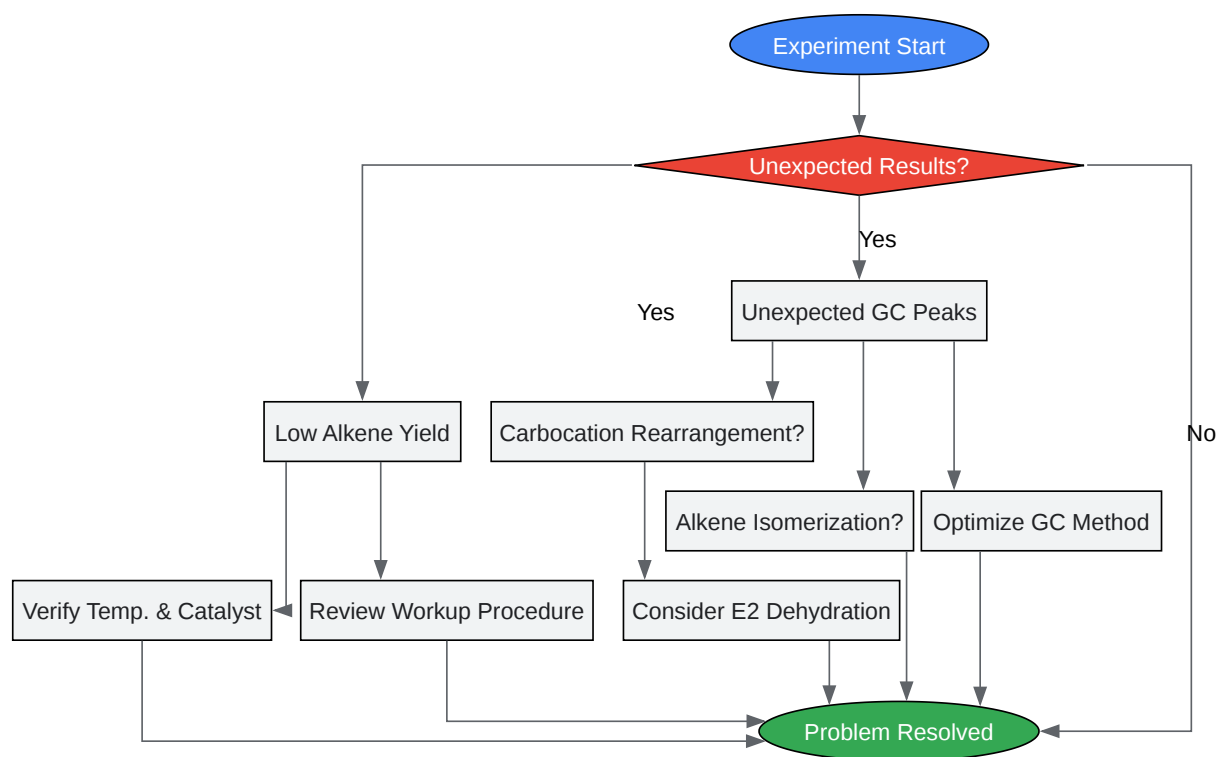 Experiment Start
Unexpected Results?
Yes
Yes
Unexpected GC Peaks
Low Alkene Yield
Carbocation Rearrangement?
No
Alkene Isomerization?
Optimize GC Method
Verify Temp. & Catalyst
Review Workup Procedure
Consider E2 Dehydration
Problem Resolved